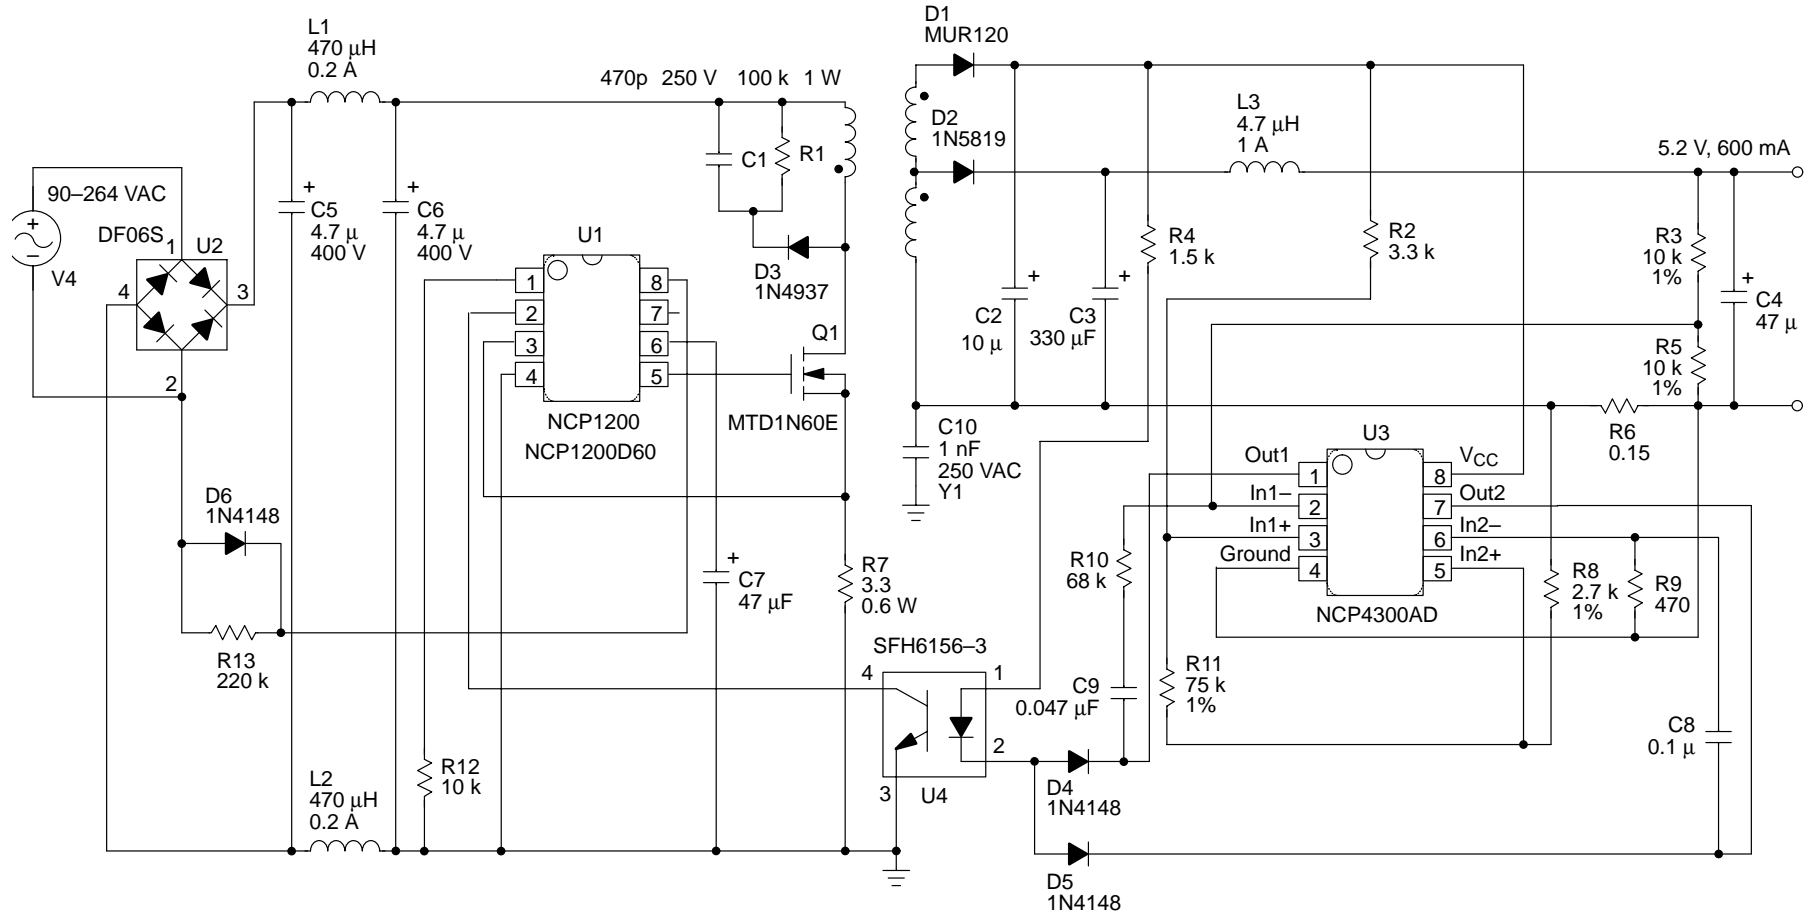 L1
470 μH
0.2 A
470p 250 V 100 k 1 W
D1
MUR120
D2
1N5819
L3
4.7 μH
1 A
5.2 V, 600 mA
90–264 VAC
+
–
V4
DF06S
U2
1
2
3
4
+
C5
4.7 μ
400 V
+
C6
4.7 μ
400 V
C1
R1
D3
1N4937
U1
1
2
3
4
8
7
6
5
NCP1200
NCP1200D60
Q1
MTD1N60E
+
C2
10 μ
+
C3
330 μF
R4
1.5 k
R2
3.3 k
R3
10 k
1%
+
C4
47 μ
R5
10 k
1%
R6
0.15
C10
1 nF
250 VAC
Y1
D6
1N4148
R13
220 k
+
C7
47 μF
R7
3.3
0.6 W
U3
Out1
In1–
In1+
Ground
1
2
3
4
8
7
6
5
VCC
Out2
In2–
In2+
NCP4300AD
R10
68 k
R8
2.7 k
1%
R9
470
SFH6156–3
4
1
2
3
U4
C9
0.047 μF
R11
75 k
1%
C8
0.1 μ
L2
470 μH
0.2 A
R12
10 k
D4
1N4148
D5
1N4148